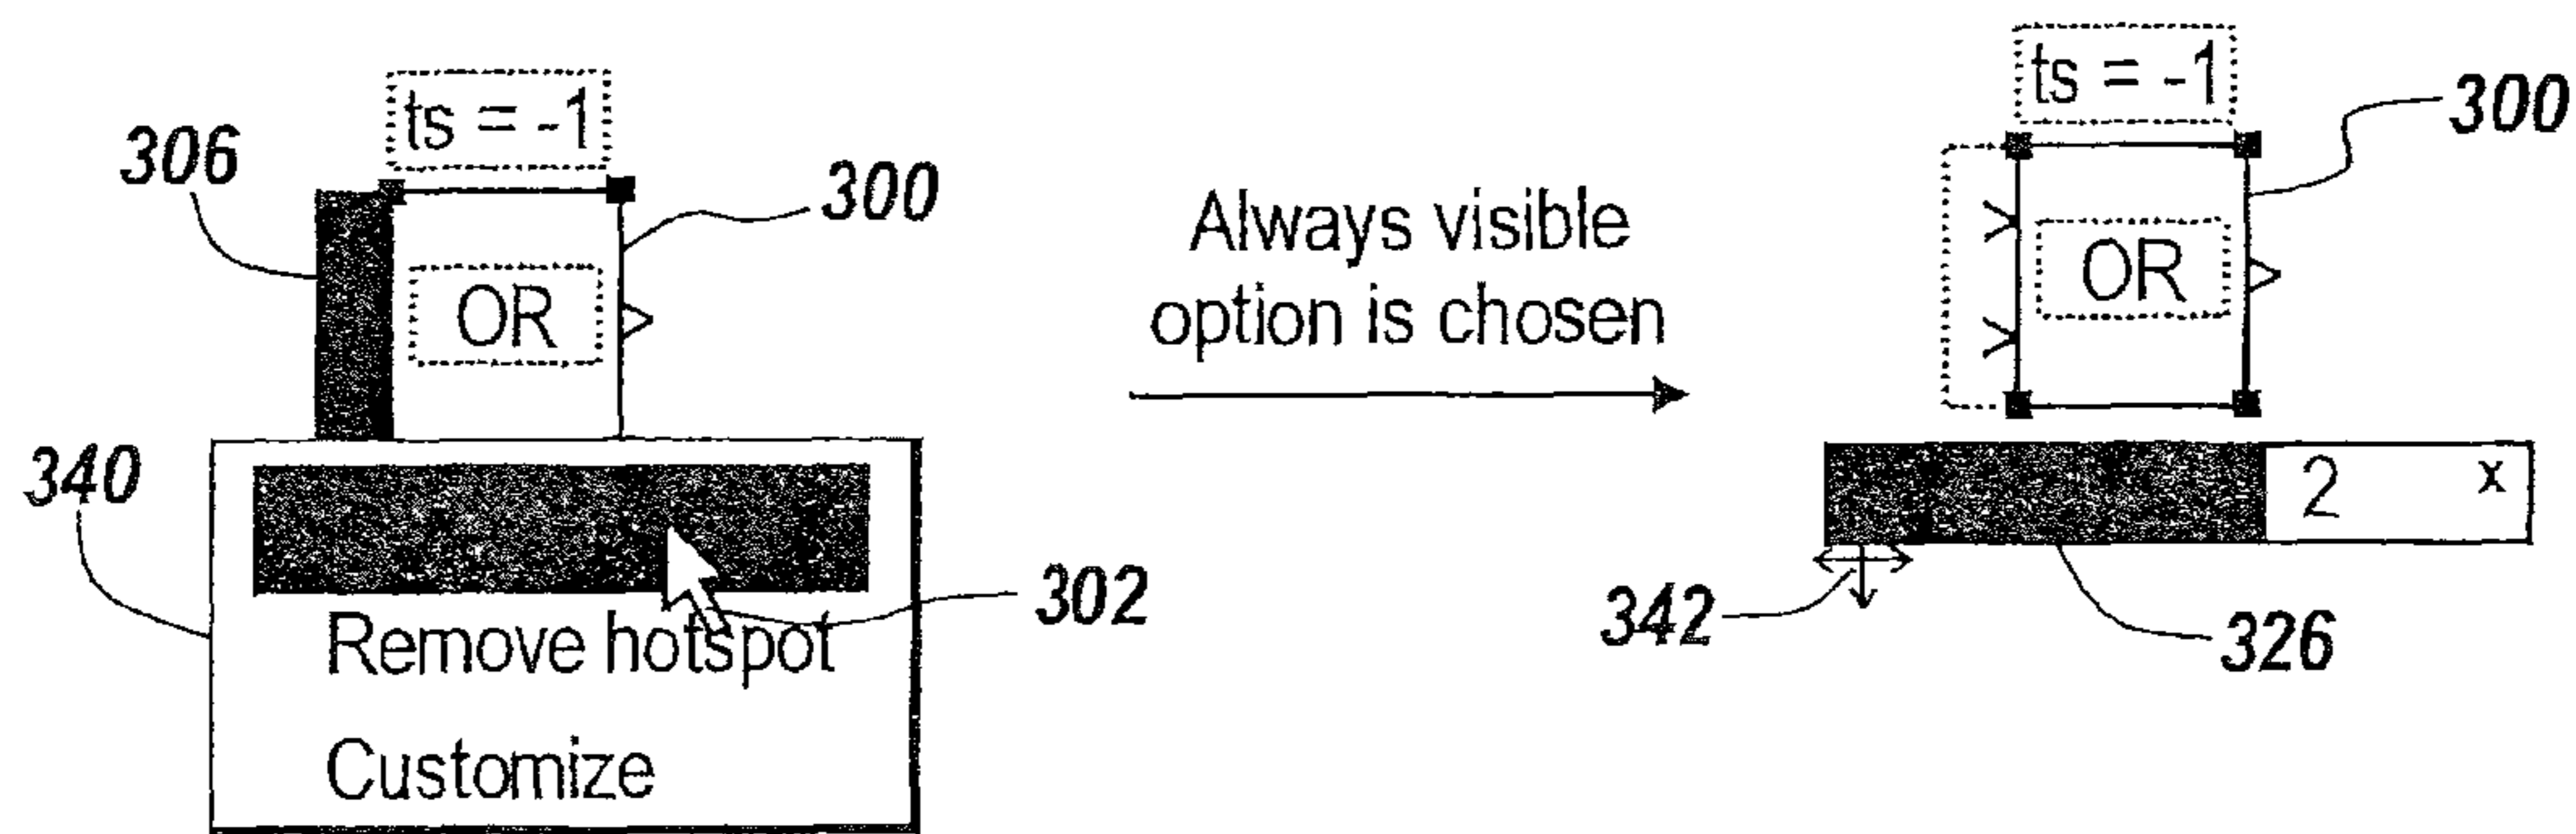 ts = -1
306
300
OR
340
302
Remove hotspot
Customize
Always visible
option is chosen
ts = -1
300
OR
2 x
342
326